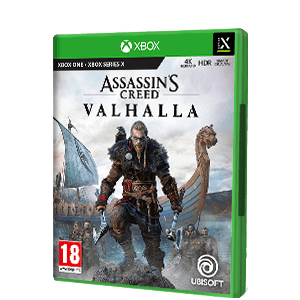 XBOX
XBOX ONE • XBOX SERIES X
4K
HDR
ASSASSIN'S
CREED
VALHALLA
18
UBISOFT